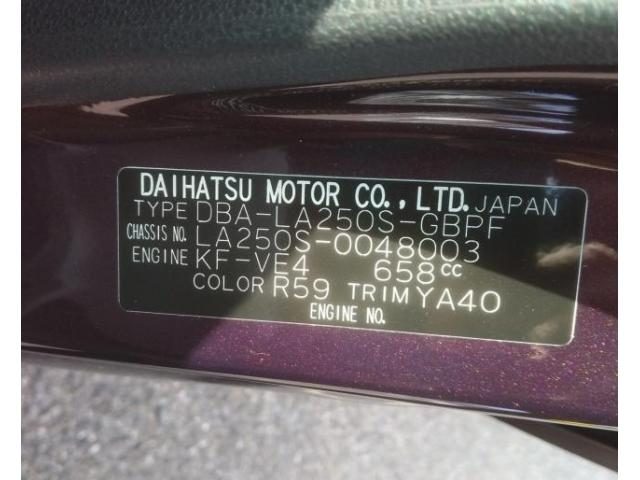 DAIHATSU MOTOR CO., LTD. JAPAN
TYPE DBA-LA250S-GBPF
CHASSIS NO. LA250S-0048003
ENGINE KF-VE4 658cc
COLOR R59 TRIM YA40
ENGINE NO.